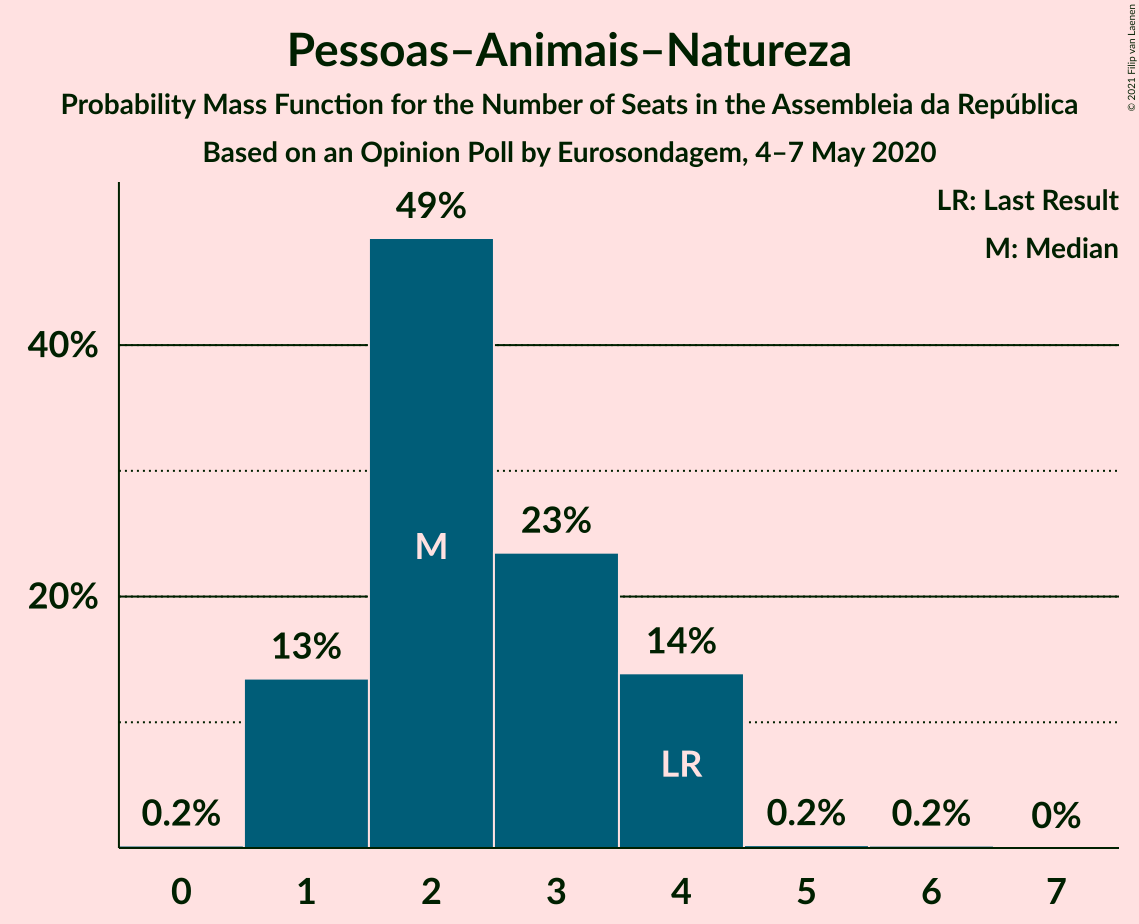 Pessoas–Animais–Natureza
Probability Mass Function for the Number of Seats in the Assembleia da República
Based on an Opinion Poll by Eurosondagem, 4–7 May 2020
© 2021 Filip van Laenen
LR: Last Result
M: Median
49%
40%
23%
M
20%
13%
14%
LR
0.2%
0.2%
0.2%
0%
0 1 2 3 4 5 6 7